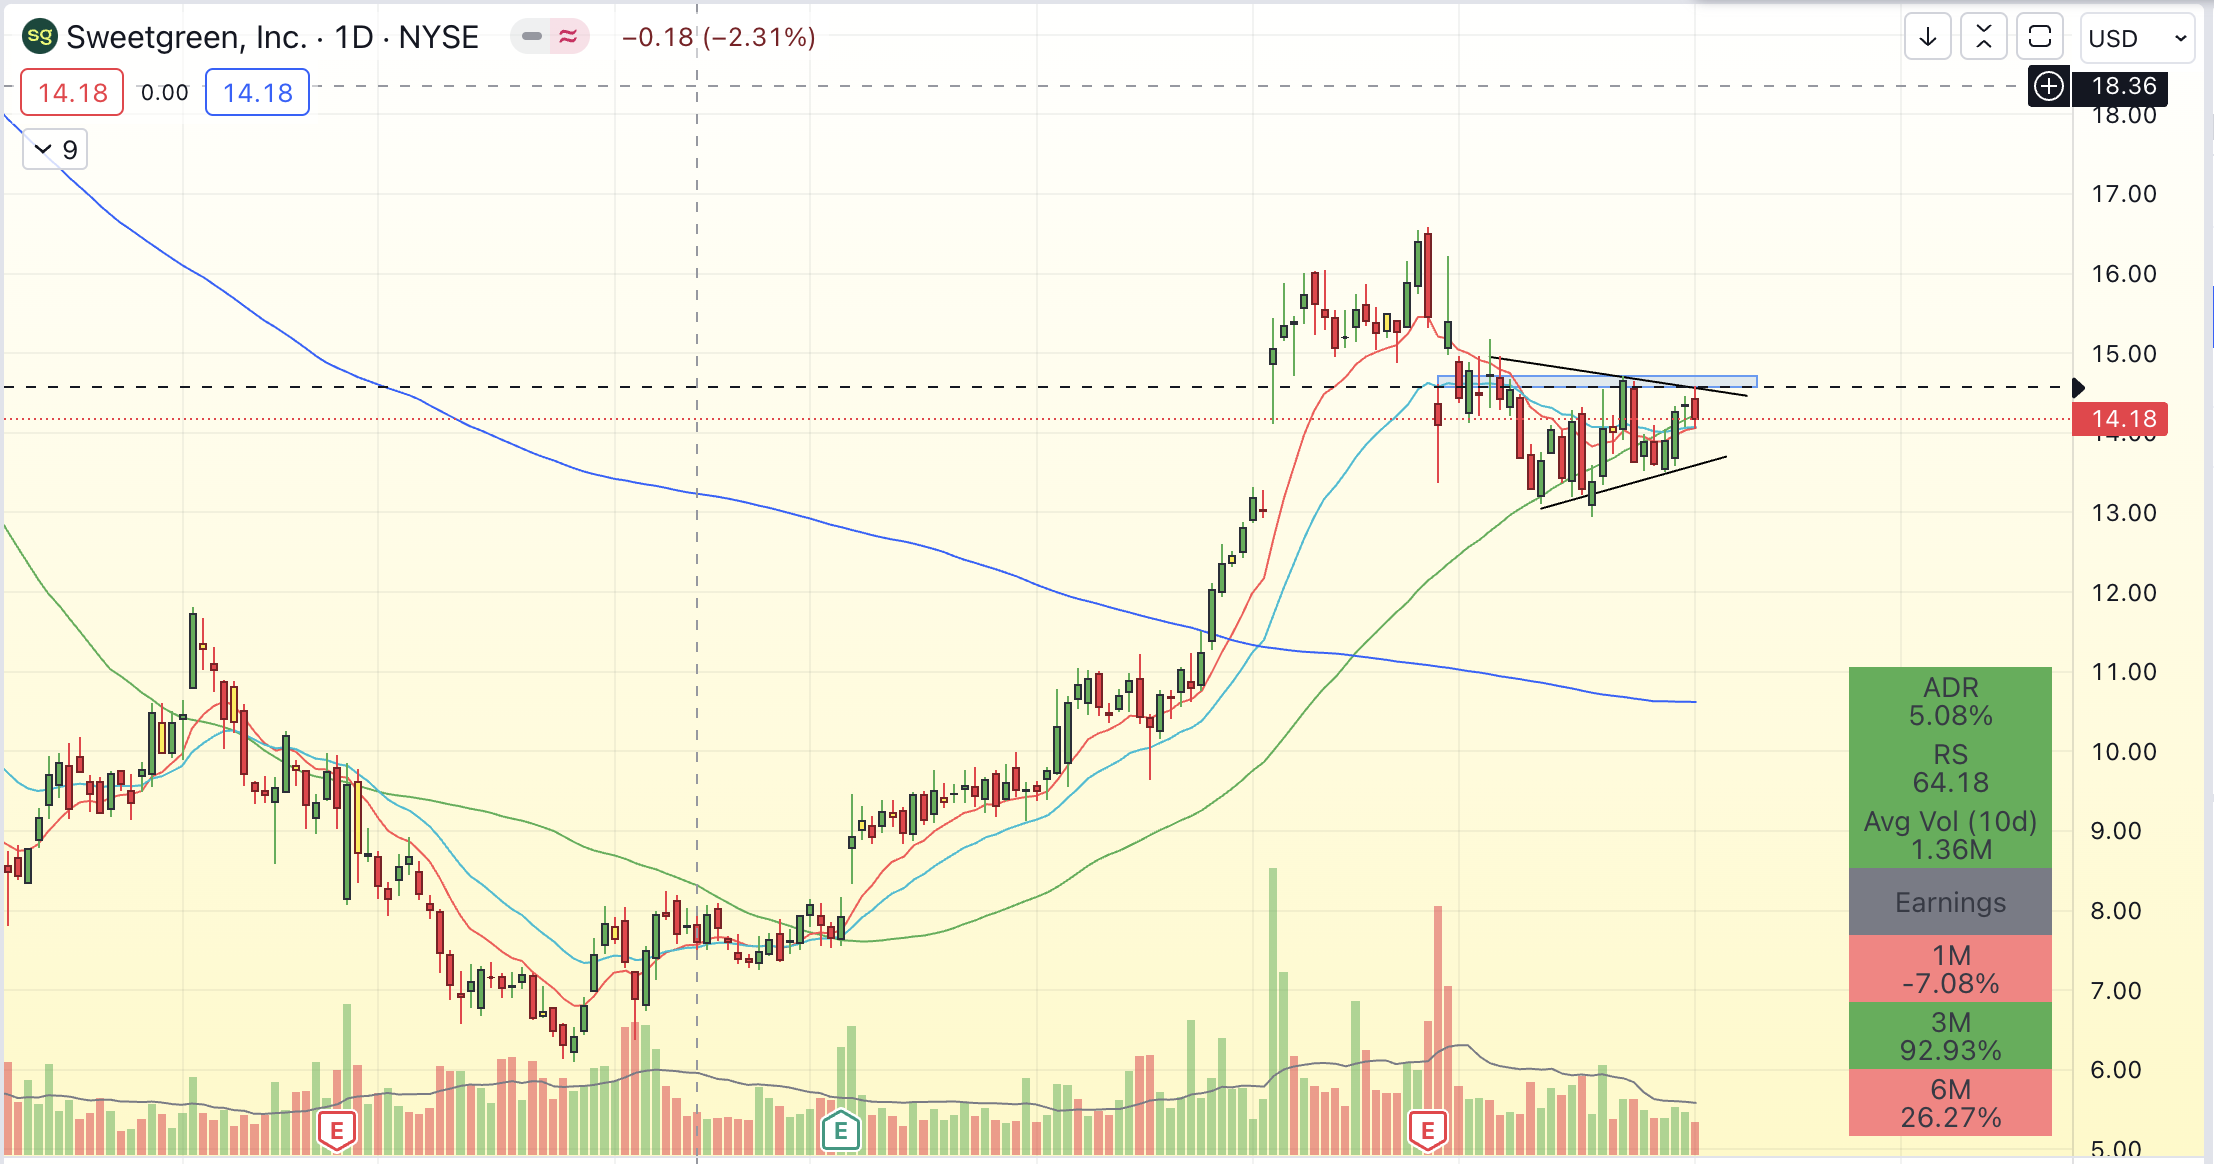 sg Sweetgreen, Inc. · 1D · NYSE −0.18 (−2.31%)
USD
14.18 0.00 14.18
18.36
18.00
9
17.00
16.00
15.00
14.18
14.00
13.00
12.00
11.00
10.00
9.00
8.00
7.00
6.00
5.00
ADR
5.08%
RS
64.18
Avg Vol (10d)
1.36M
Earnings
1M
-7.08%
3M
92.93%
6M
26.27%
E
E
E